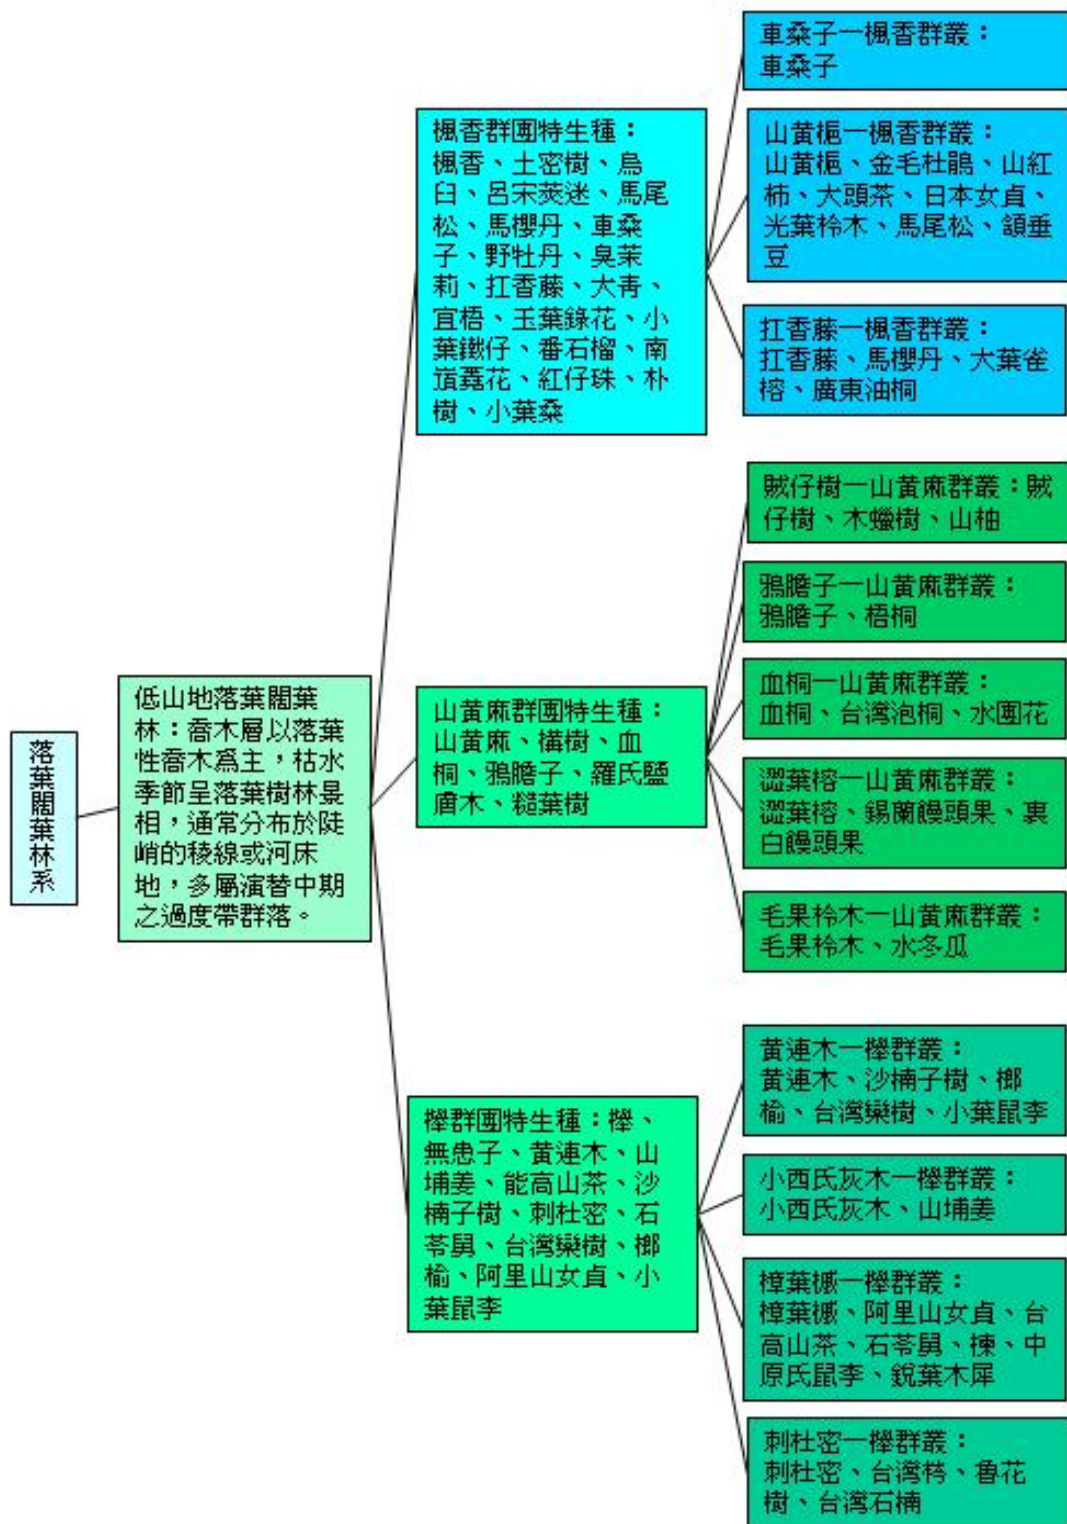 落葉闊葉林系
低山地落葉闊葉
林：喬木層以落葉
性喬木爲主，枯水
季節呈落葉樹林景
相，通常分布於陡
峭的稜線或河床
地，多屬演替中期
之過度帶群落。
楓香群團特生種：
楓香、土密樹、烏
臼、呂宋莢迷、馬尾
松、馬櫻丹、車桑
子、野牡丹、臭茉
莉、扛香藤、大青、
宜梧、玉葉錄花、小
葉鐵仔、番石榴、南
嶺蕘花、紅仔珠、朴
樹、小葉桑
車桑子—楓香群叢：
車桑子
山黃梔—楓香群叢：
山黃梔、金毛杜鵑、山紅
柿、大頭茶、日本女貞、
光葉柃木、馬尾松、頷垂
豆
扛香藤—楓香群叢：
扛香藤、馬櫻丹、大葉雀
榕、廣東油桐
山黃麻群團特生種：
山黃麻、構樹、血
桐、鴉膽子、羅氏鹽
膚木、糙葉樹
賊仔樹—山黃麻群叢：賊
仔樹、木蠟樹、山柚
鴉膽子—山黃麻群叢：
鴉膽子、梧桐
血桐—山黃麻群叢：
血桐、台灣泡桐、水團花
澀葉榕—山黃麻群叢：
澀葉榕、錫蘭饅頭果、裏
白饅頭果
毛果柃木—山黃麻群叢：
毛果柃木、水冬瓜
櫸群團特生種：櫸、
無患子、黃連木、山
埔姜、能高山茶、沙
楠子樹、刺杜密、石
苓舅、台灣欒樹、榔
榆、阿里山女貞、小
葉鼠李
黃連木—櫸群叢：
黃連木、沙楠子樹、榔
榆、台灣欒樹、小葉鼠李
小西氏灰木—櫸群叢：
小西氏灰木、山埔姜
樟葉槭—櫸群叢：
樟葉槭、阿里山女貞、台
高山茶、石苓舅、楝、中
原氏鼠李、銳葉木犀
刺杜密—櫸群叢：
刺杜密、台灣梣、魯花
樹、台灣石楠